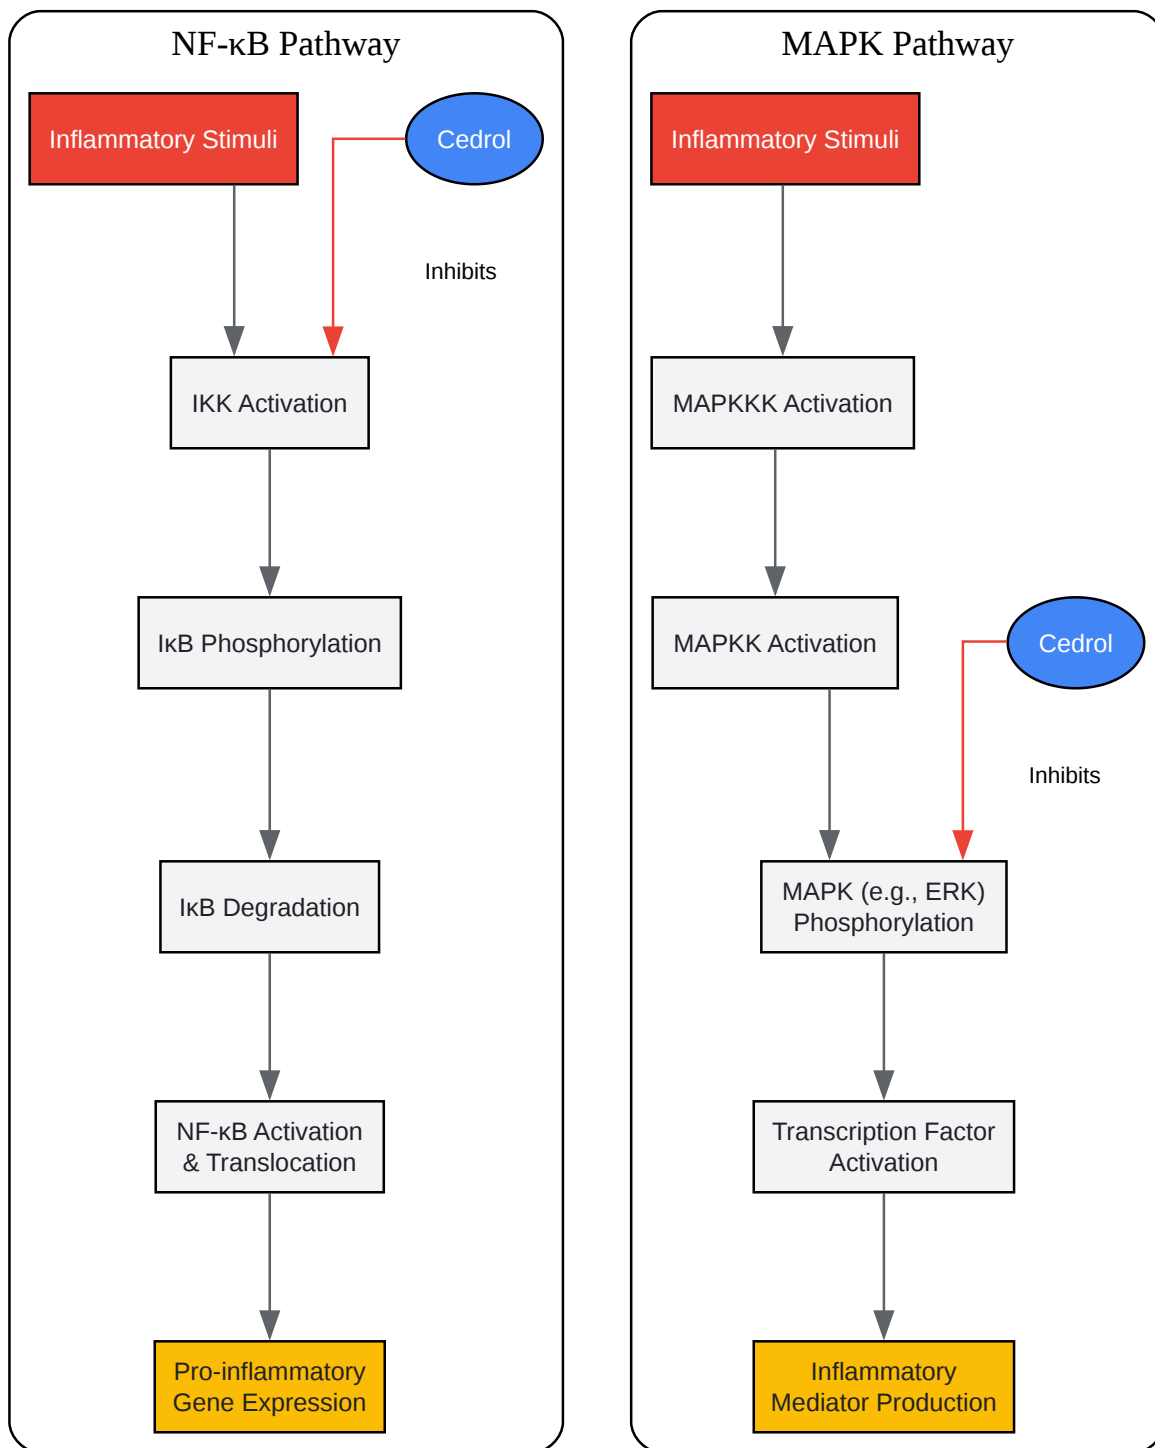 NF-κB Pathway
Inflammatory Stimuli
Cedrol
Inhibits
IKK Activation
IκB Phosphorylation
IκB Degradation
NF-κB Activation
& Translocation
Pro-inflammatory
Gene Expression
MAPK Pathway
Inflammatory Stimuli
MAPKKK Activation
MAPKK Activation
Cedrol
Inhibits
MAPK (e.g., ERK)
Phosphorylation
Transcription Factor
Activation
Inflammatory
Mediator Production